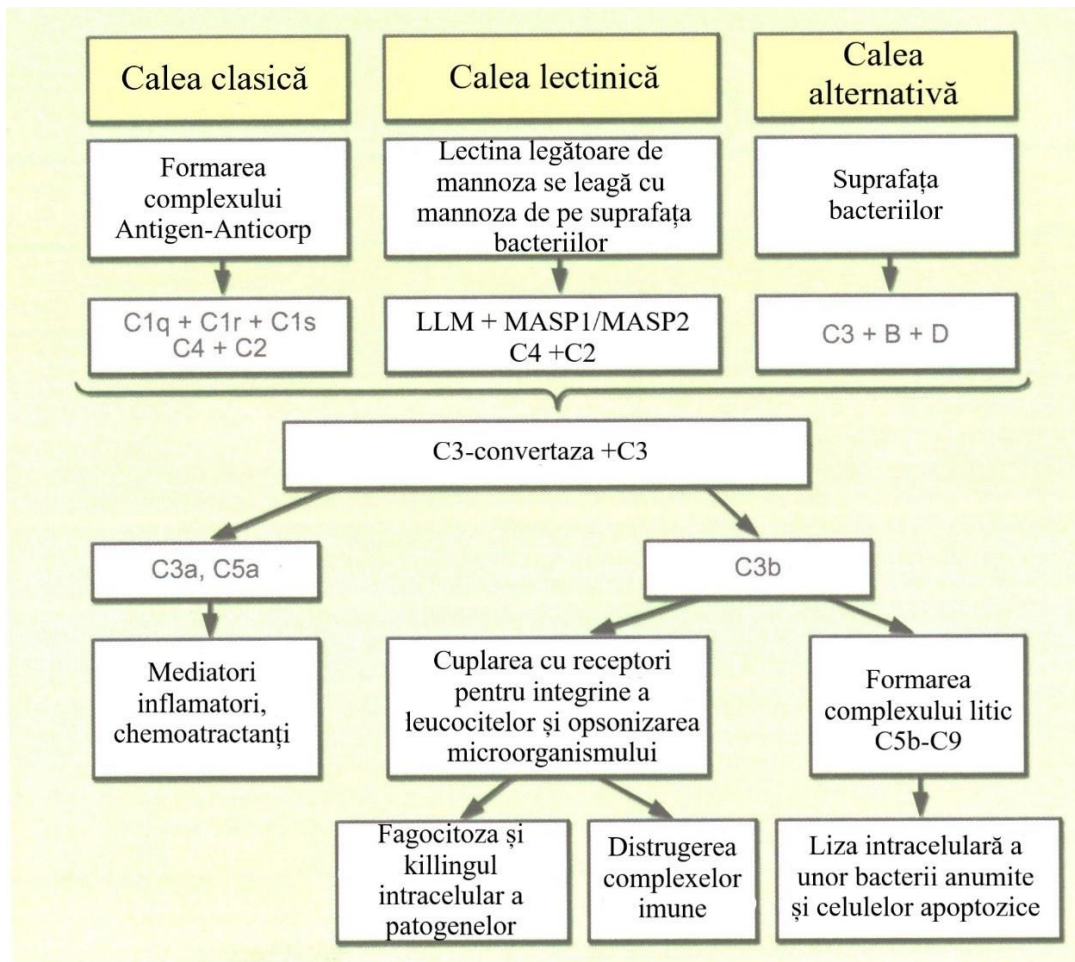 Calea clasică
Calea lectinică
Calea
alternativă
Formarea
complexului
Antigen-Anticorp
Lectina legătoare de
mannoza se leagă cu
mannoza de pe suprafața
bacteriilor
Suprafața
bacteriilor
C1q + C1r + C1s
C4 + C2
LLM + MASP1/MASP2
C4 +C2
C3 + B + D
C3-convertaza +C3
C3a, C5a
C3b
Mediatori
inflamatori,
chemoatractanți
Cuplarea cu receptori
pentru integrine a
leucocitelor și opsonizarea
microorganismului
Formarea
complexului litic
C5b-C9
Fagocitoza și
killingul
intracelular a
patogenelor
Distrugerea
complexelor
imune
Liza intracelulară a
unor bacterii anumite
și celulelor apoptozice